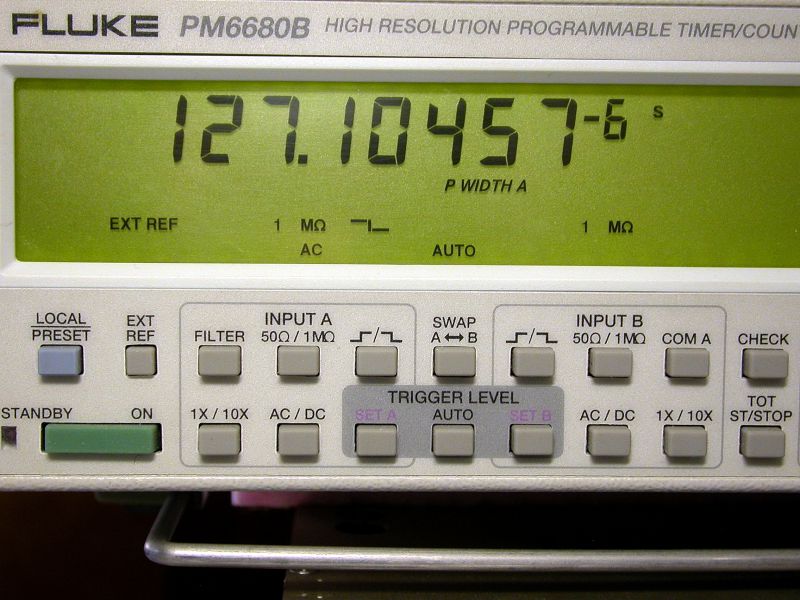 FLUKE PM6680B HIGH RESOLUTION PROGRAMMABLE TIMER/COUN
127.10457-6 S
P WIDTH A
EXT REF 1 MΩ 1 MΩ
AC AUTO
LOCAL EXT INPUT A SWAP INPUT B
PRESET REF FILTER 50Ω / 1MΩ A ↔ B 50Ω / 1MΩ COM A CHECK
TRIGGER LEVEL TOT
STANDBY ON 1X / 10X AC / DC SET A AUTO SET B AC / DC 1X / 10X ST/STOP